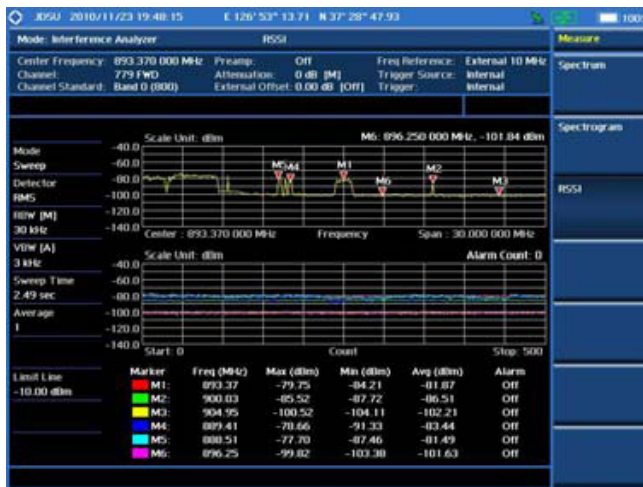 JDSU 2010/11/23 19:48:15 E 126° 53" 13.71 N 37° 28" 47.93 100
Mode: Interference Analyzer RSSI Measure
Center Frequency: 893.370 000 MHz Preamp: Off Freq Reference: External 10 MHz
Channel: 779 FWD Attenuation: 0 dB [M] Trigger Source: Internal
Channel Standard: Band 0 (800) External Offset: 0.00 dB [Off] Trigger: Internal
Spectrum
Spectrogram
RSSI
Scale Unit: dBm M6: 896.250 000 MHz, -101.84 dBm
Mode
Sweep
Detector
RMS
RBW [M]
30 kHz
VBW [A]
3 kHz
Sweep Time
2.49 sec
Average
1
Limit Line
-10.00 dBm
-40.0
-60.0
-80.0
-100.0
-120.0
-140.0
M5 M4 M1 M6 M2 M3
Center : 893.370 000 MHz Frequency Span : 30.000 000 MHz
Scale Unit: dBm Alarm Count: 0
-40.0
-60.0
-80.0
-100.0
-120.0
-140.0
Start: 0 Count Stop: 500
Marker Freq (MHz) Max (dBm) Min (dBm) Avg (dBm) Alarm
M1: 893.37 -79.75 -84.21 -81.87 Off
M2: 900.03 -85.52 -87.72 -86.51 Off
M3: 904.95 -100.52 -104.11 -102.21 Off
M4: 889.41 -78.66 -91.33 -83.44 Off
M5: 888.51 -77.70 -87.46 -81.49 Off
M6: 896.25 -99.82 -103.38 -101.63 Off